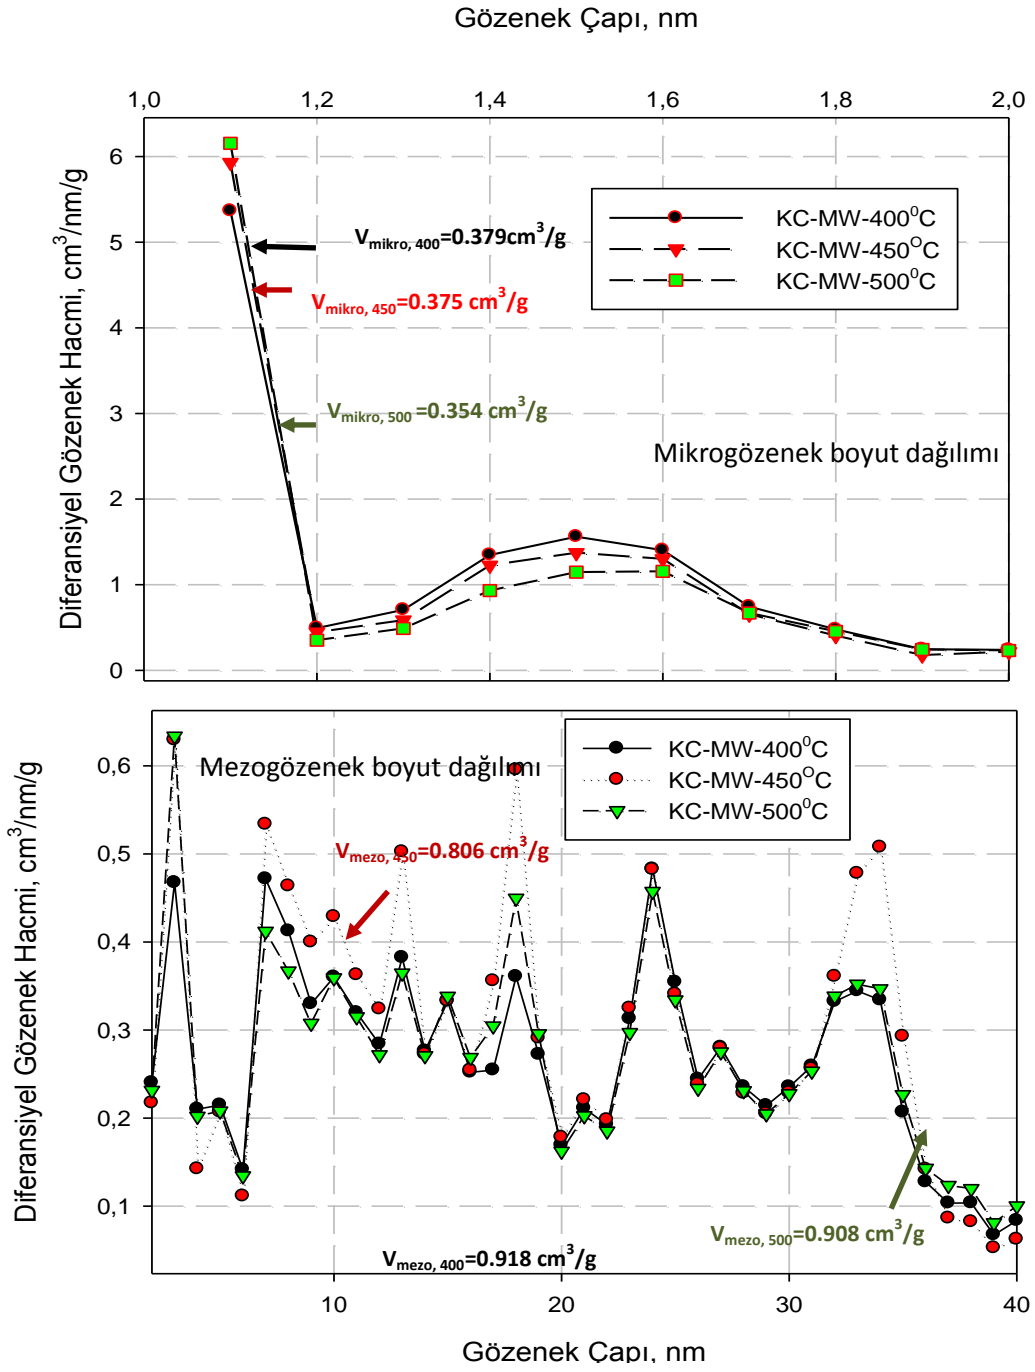 Gözenek Çapı, nm
1,0 1,2 1,4 1,6 1,8 2,0
Diferansiyel Gözenek Hacmi, cm³/nm/g
6
5
4
3
2
1
0
KC-MW-400⁰C
KC-MW-450ᴼC
KC-MW-500⁰C
Vmikro, 400=0.379cm³/g
Vmikro, 450=0.375 cm³/g
Vmikro, 500 =0.354 cm³/g
Mikrogözenek boyut dağılımı
Diferansiyel Gözenek Hacmi, cm³/nm/g
0,6
0,5
0,4
0,3
0,2
0,1
KC-MW-400⁰C
KC-MW-450ᴼC
KC-MW-500⁰C
Mezogözenek boyut dağılımı
Vmezo, 450=0.806 cm³/g
Vmezo, 500=0.908 cm³/g
Vmezo, 400=0.918 cm³/g
10 20 30 40
Gözenek Çapı, nm